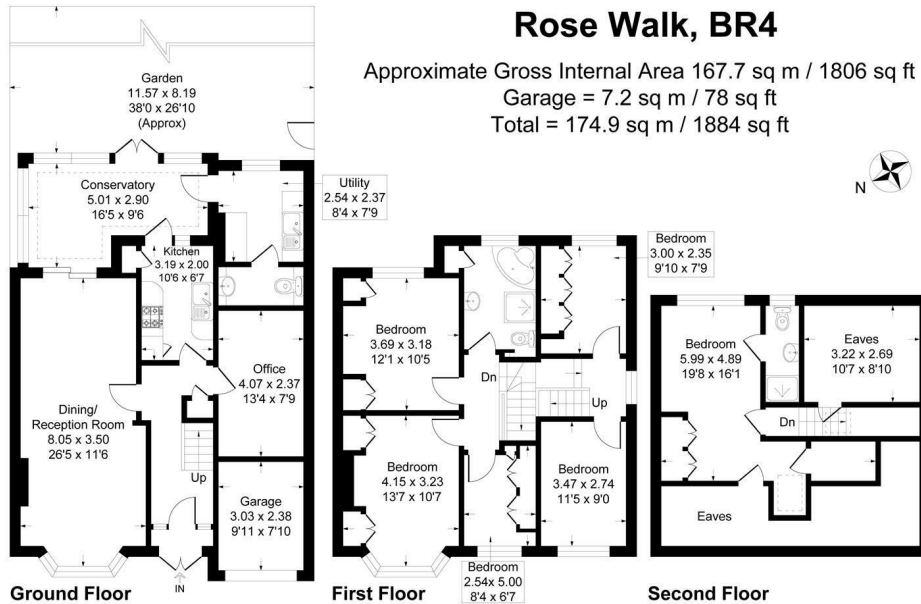 Rose Walk, BR4
Approximate Gross Internal Area 167.7 sq m / 1806 sq ft
Garage = 7.2 sq m / 78 sq ft
Total = 174.9 sq m / 1884 sq ft
N
Garden
11.57 x 8.19
38'0 x 26'10
(Approx)
Conservatory
5.01 x 2.90
16'5 x 9'6
Utility
2.54 x 2.37
8'4 x 7'9
Kitchen
3.19 x 2.00
10'6 x 6'7
Office
4.07 x 2.37
13'4 x 7'9
Dining/
Reception Room
8.05 x 3.50
26'5 x 11'6
Up
Garage
3.03 x 2.38
9'11 x 7'10
IN
Ground Floor
Bedroom
3.00 x 2.35
9'10 x 7'9
Bedroom
3.69 x 3.18
12'1 x 10'5
Dn
Up
Bedroom
4.15 x 3.23
13'7 x 10'7
Bedroom
3.47 x 2.74
11'5 x 9'0
Bedroom
2.54x 5.00
8'4 x 6'7
First Floor
Bedroom
5.99 x 4.89
19'8 x 16'1
Eaves
3.22 x 2.69
10'7 x 8'10
Dn
Eaves
Second Floor